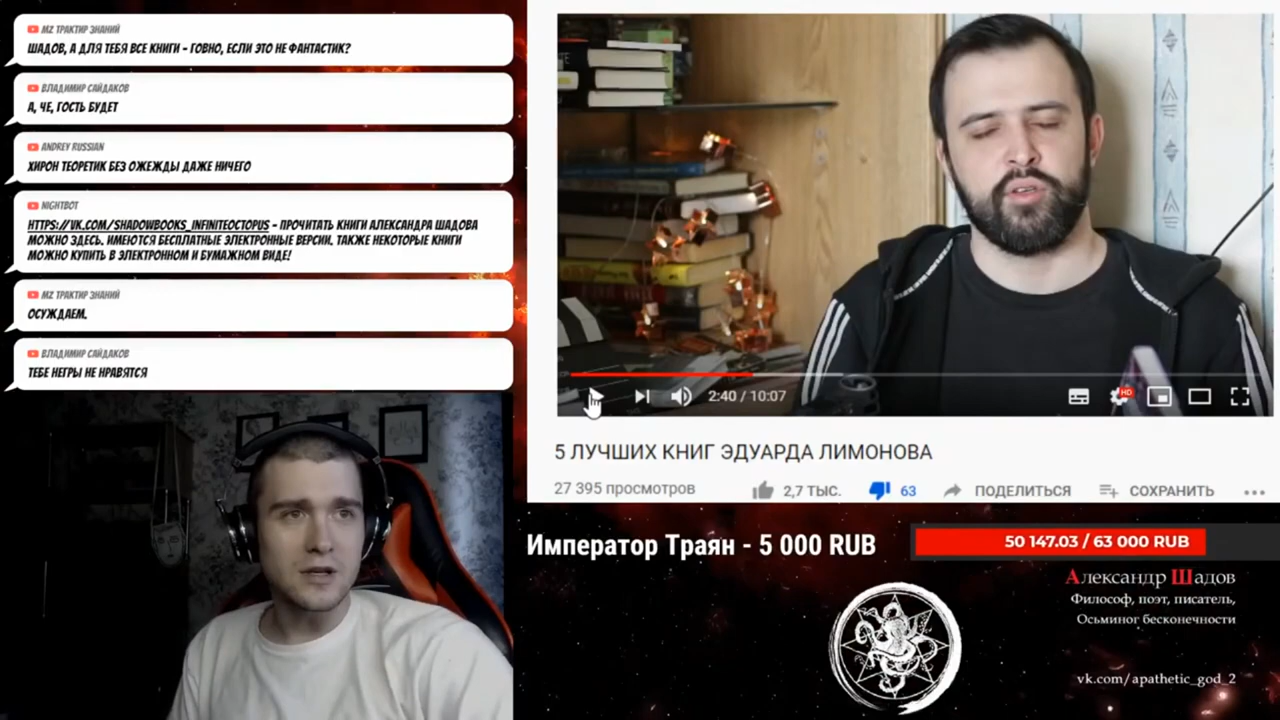 MZ ТРАКТИР ЗНАНИЙ
ШАДОВ, А ДЛЯ ТЕБЯ ВСЕ КНИГИ - ГОВНО, ЕСЛИ ЭТО НЕ ФАНТАСТИК?
ВЛАДИМИР САЙДАКОВ
А, ЧЕ, ГОСТЬ БУДЕТ
ANDREY RUSSIAN
ХИРОН ТЕОРЕТИК БЕЗ ОЖЕЖДЫ ДАЖЕ НИЧЕГО
NIGHTBOT
HTTPS://VK.COM/SHADOWBOOKS_INFINITEOCTOPUS - ПРОЧИТАТЬ КНИГИ АЛЕКСАНДРА ШАДОВА
МОЖНО ЗДЕСЬ. ИМЕЮТСЯ БЕСПЛАТНЫЕ ЭЛЕКТРОННЫЕ ВЕРСИИ. ТАКЖЕ НЕКОТОРЫЕ КНИГИ
МОЖНО КУПИТЬ В ЭЛЕКТРОННОМ И БУМАЖНОМ ВИДЕ!
MZ ТРАКТИР ЗНАНИЙ
ОСУЖДАЕМ.
ВЛАДИМИР САЙДАКОВ
ТЕБЕ НЕГРЫ НЕ НРАВЯТСЯ
2:40 / 10:07
HD
5 ЛУЧШИХ КНИГ ЭДУАРДА ЛИМОНОВА
27 395 просмотров
2,7 ТЫС.
63
ПОДЕЛИТЬСЯ
СОХРАНИТЬ
Император Траян - 5 000 RUB
50 147.03 / 63 000 RUB
Александр Шадов
Философ, поэт, писатель,
Осьминог бесконечности
vk.com/apathetic_god_2